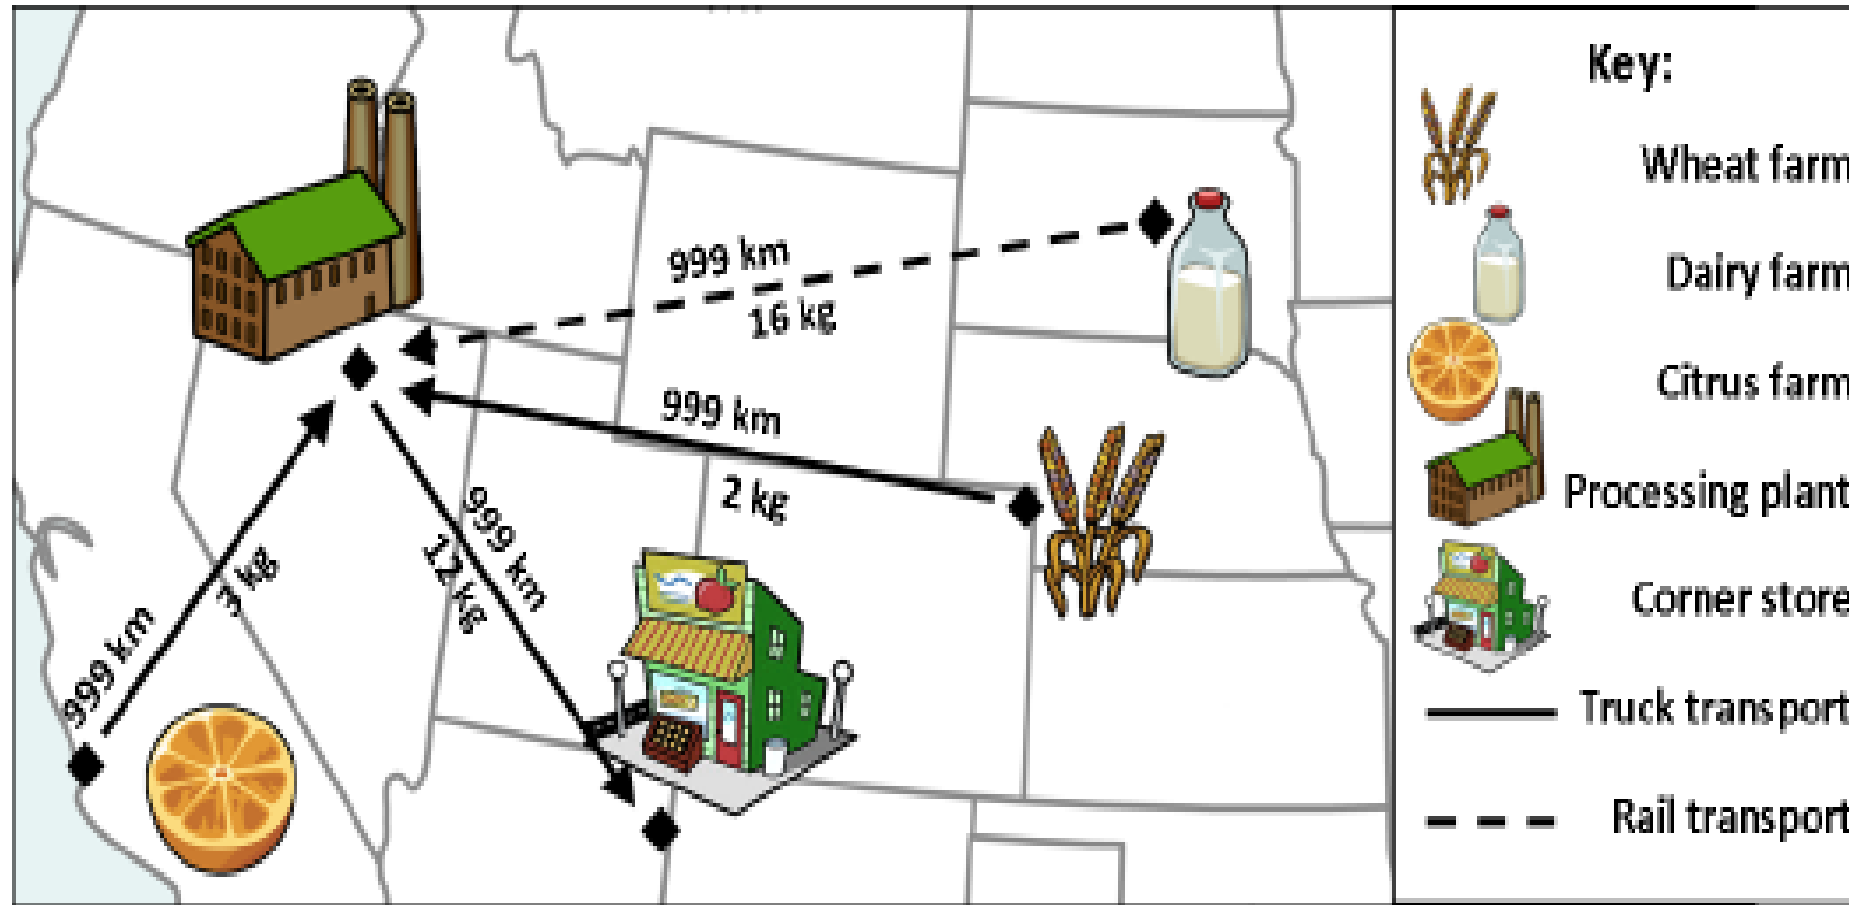 999 km
16 kg
999 km
2 kg
999 km
12 kg
3 kg
999 km
Key:
Wheat farm
Dairy farm
Citrus farm
Processing plant
Corner store
Truck transport
Rail transport